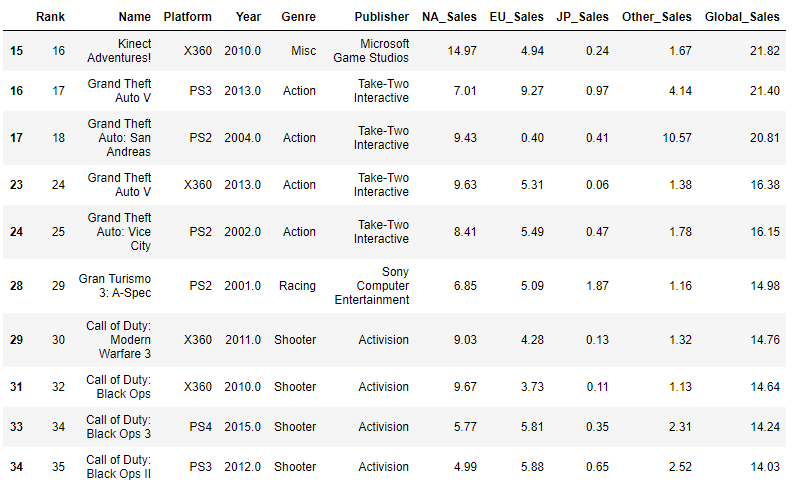 Rank Name Platform Year Genre Publisher NA_Sales EU_Sales JP_Sales Other_Sales Global_Sales
15 16 Kinect Adventures! X360 2010.0 Misc Microsoft Game Studios 14.97 4.94 0.24 1.67 21.82
16 17 Grand Theft Auto V PS3 2013.0 Action Take-Two Interactive 7.01 9.27 0.97 4.14 21.40
17 18 Grand Theft Auto: San Andreas PS2 2004.0 Action Take-Two Interactive 9.43 0.40 0.41 10.57 20.81
23 24 Grand Theft Auto V X360 2013.0 Action Take-Two Interactive 9.63 5.31 0.06 1.38 16.38
24 25 Grand Theft Auto: Vice City PS2 2002.0 Action Take-Two Interactive 8.41 5.49 0.47 1.78 16.15
28 29 Gran Turismo 3: A-Spec PS2 2001.0 Racing Sony Computer Entertainment 6.85 5.09 1.87 1.16 14.98
29 30 Call of Duty: Modern Warfare 3 X360 2011.0 Shooter Activision 9.03 4.28 0.13 1.32 14.76
31 32 Call of Duty: Black Ops X360 2010.0 Shooter Activision 9.67 3.73 0.11 1.13 14.64
33 34 Call of Duty: Black Ops 3 PS4 2015.0 Shooter Activision 5.77 5.81 0.35 2.31 14.24
34 35 Call of Duty: Black Ops II PS3 2012.0 Shooter Activision 4.99 5.88 0.65 2.52 14.03